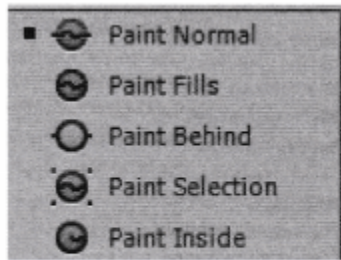 Paint Normal
Paint Fills
Paint Behind
Paint Selection
Paint Inside